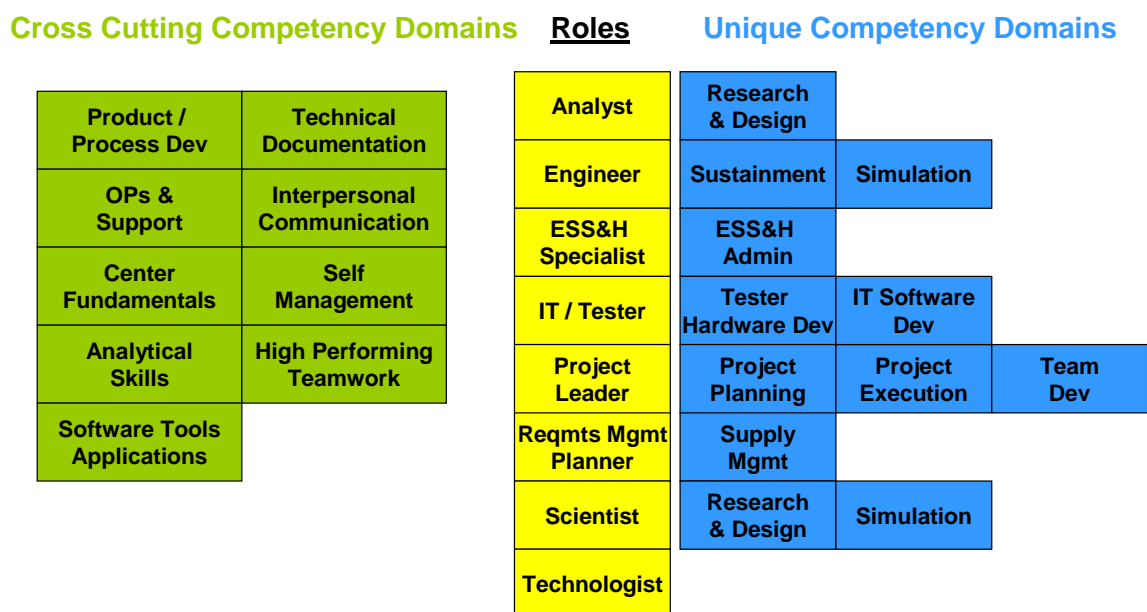 Cross Cutting Competency Domains
Roles
Unique Competency Domains
Product /
Process Dev
Technical
Documentation
OPs &
Support
Interpersonal
Communication
Center
Fundamentals
Self
Management
Analytical
Skills
High Performing
Teamwork
Software Tools
Applications
Analyst
Research
& Design
Engineer
Sustainment
Simulation
ESS&H
Specialist
ESS&H
Admin
IT / Tester
Tester
Hardware Dev
IT Software
Dev
Project
Leader
Project
Planning
Project
Execution
Team
Dev
Reqmts Mgmt
Planner
Supply
Mgmt
Scientist
Research
& Design
Simulation
Technologist